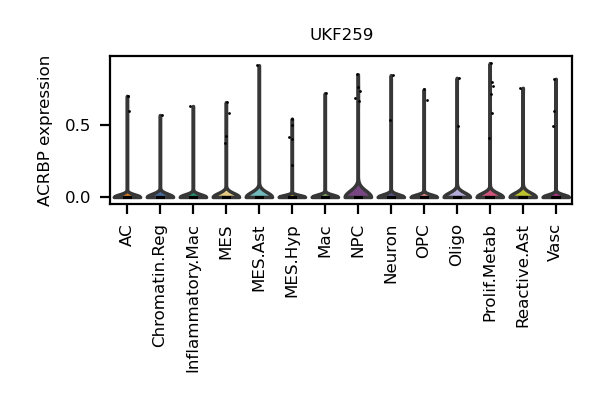 UKF259
ACRBP expression
0.5
0.0
AC
Chromatin.Reg
Inflammatory.Mac
MES
MES.Ast
MES.Hyp
Mac
NPC
Neuron
OPC
Oligo
Prolif.Metab
Reactive.Ast
Vasc